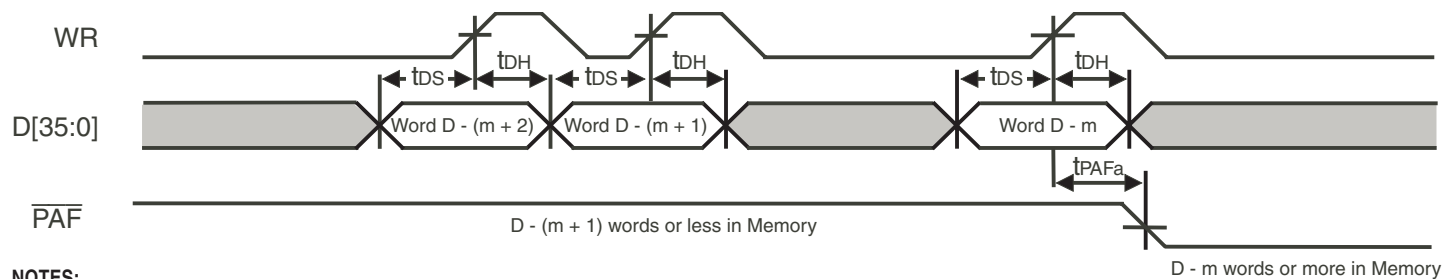 WR
tDS tDH tDS tDH tDS tDH
D[35:0] Word D - (m + 2) Word D - (m + 1) Word D - m
tPAFa
PAF
D - (m + 1) words or less in Memory
D - m words or more in Memory
NOTES: